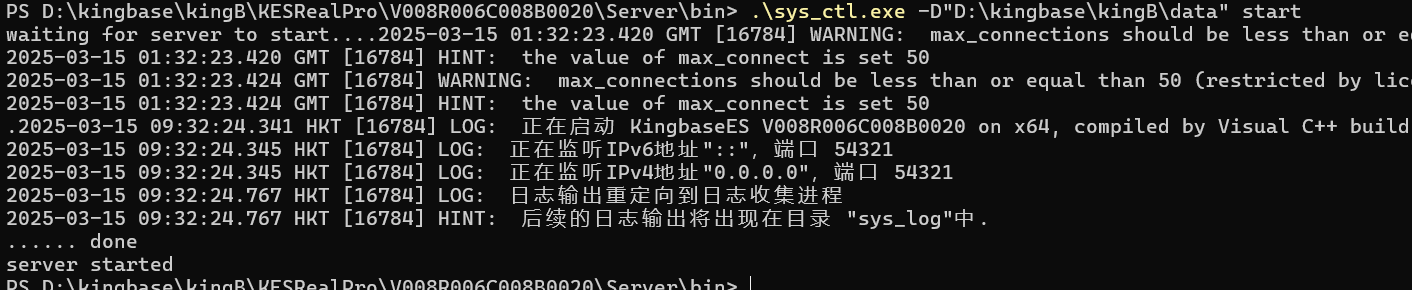 PS D:\kingbase\kingB\KESRealPro\V008R006C008B0020\Server\bin> .\sys_ctl.exe -D"D:\kingbase\kingB\data" start
waiting for server to start....2025-03-15 01:32:23.420 GMT [16784] WARNING:  max_connections should be less than or
2025-03-15 01:32:23.420 GMT [16784] HINT:  the value of max_connect is set 50
2025-03-15 01:32:23.424 GMT [16784] WARNING:  max_connections should be less than or equal than 50 (restricted by lice
2025-03-15 01:32:23.424 GMT [16784] HINT:  the value of max_connect is set 50
.2025-03-15 09:32:24.341 HKT [16784] LOG:  正在启动 KingbaseES V008R006C008B0020 on x64, compiled by Visual C++ build
2025-03-15 09:32:24.345 HKT [16784] LOG:  正在监听IPv6地址"::", 端口 54321
2025-03-15 09:32:24.345 HKT [16784] LOG:  正在监听IPv4地址"0.0.0.0", 端口 54321
2025-03-15 09:32:24.767 HKT [16784] LOG:  日志输出重定向到日志收集进程
2025-03-15 09:32:24.767 HKT [16784] HINT:  后续的日志输出将出现在目录 "sys_log"中.
...... done
server started
PS D:\kingbase\kingB\KESRealPro\V008R006C008B0020\Server\bin>